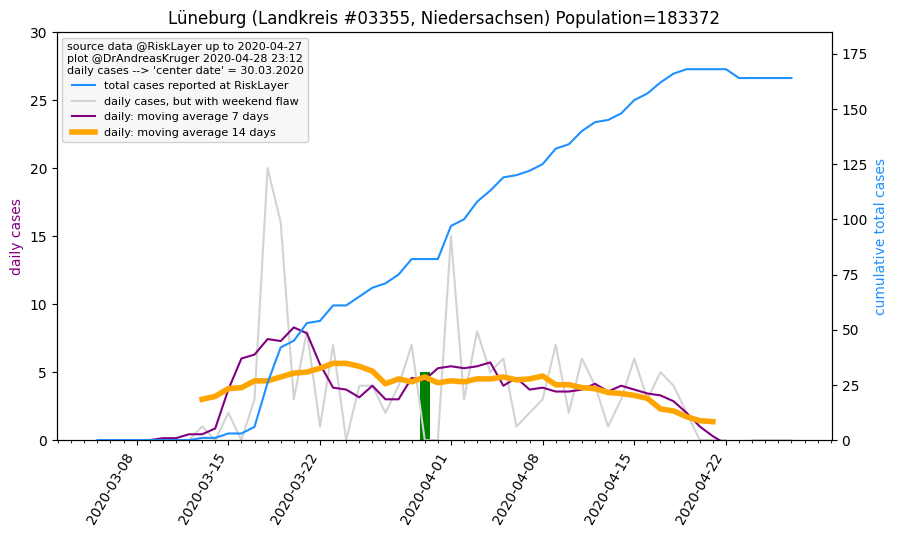 Lüneburg (Landkreis #03355, Niedersachsen) Population=183372
source data @RiskLayer up to 2020-04-27
plot @DrAndreasKruger 2020-04-28 23:12
daily cases --> 'center date' = 30.03.2020
total cases reported at RiskLayer
daily cases, but with weekend flaw
daily: moving average 7 days
daily: moving average 14 days
daily cases
30
25
20
15
10
5
0
175
150
125
100
75
50
25
0
cumulative total cases
2020-03-08
2020-03-15
2020-03-22
2020-04-01
2020-04-08
2020-04-15
2020-04-22